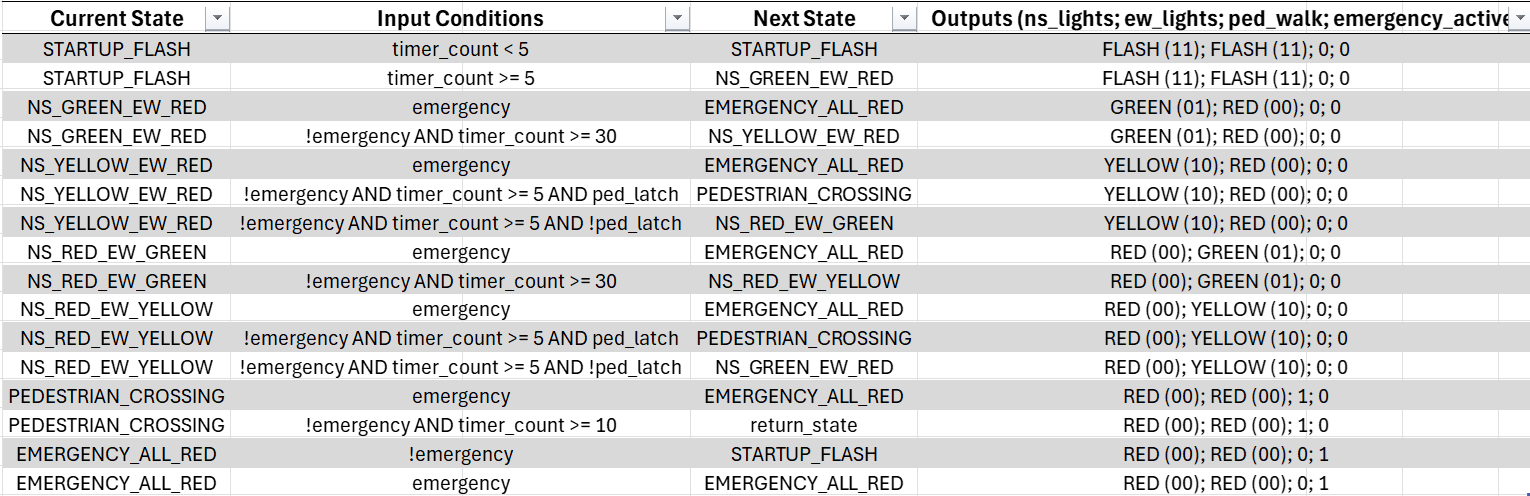 Current State Input Conditions Next State Outputs (ns_lights; ew_lights; ped_walk; emergency_active
STARTUP_FLASH timer_count < 5 STARTUP_FLASH FLASH (11); FLASH (11); 0; 0
STARTUP_FLASH timer_count >= 5 NS_GREEN_EW_RED FLASH (11); FLASH (11); 0; 0
NS_GREEN_EW_RED emergency EMERGENCY_ALL_RED GREEN (01); RED (00); 0; 0
NS_GREEN_EW_RED !emergency AND timer_count >= 30 NS_YELLOW_EW_RED GREEN (01); RED (00); 0; 0
NS_YELLOW_EW_RED emergency EMERGENCY_ALL_RED YELLOW (10); RED (00); 0; 0
NS_YELLOW_EW_RED !emergency AND timer_count >= 5 AND ped_latch PEDESTRIAN_CROSSING YELLOW (10); RED (00); 0; 0
NS_YELLOW_EW_RED !emergency AND timer_count >= 5 AND !ped_latch NS_RED_EW_GREEN YELLOW (10); RED (00); 0; 0
NS_RED_EW_GREEN emergency EMERGENCY_ALL_RED RED (00); GREEN (01); 0; 0
NS_RED_EW_GREEN !emergency AND timer_count >= 30 NS_RED_EW_YELLOW RED (00); GREEN (01); 0; 0
NS_RED_EW_YELLOW emergency EMERGENCY_ALL_RED RED (00); YELLOW (10); 0; 0
NS_RED_EW_YELLOW !emergency AND timer_count >= 5 AND ped_latch PEDESTRIAN_CROSSING RED (00); YELLOW (10); 0; 0
NS_RED_EW_YELLOW !emergency AND timer_count >= 5 AND !ped_latch NS_GREEN_EW_RED RED (00); YELLOW (10); 0; 0
PEDESTRIAN_CROSSING emergency EMERGENCY_ALL_RED RED (00); RED (00); 1; 0
PEDESTRIAN_CROSSING !emergency AND timer_count >= 10 return_state RED (00); RED (00); 1; 0
EMERGENCY_ALL_RED !emergency STARTUP_FLASH RED (00); RED (00); 0; 1
EMERGENCY_ALL_RED emergency EMERGENCY_ALL_RED RED (00); RED (00); 0; 1